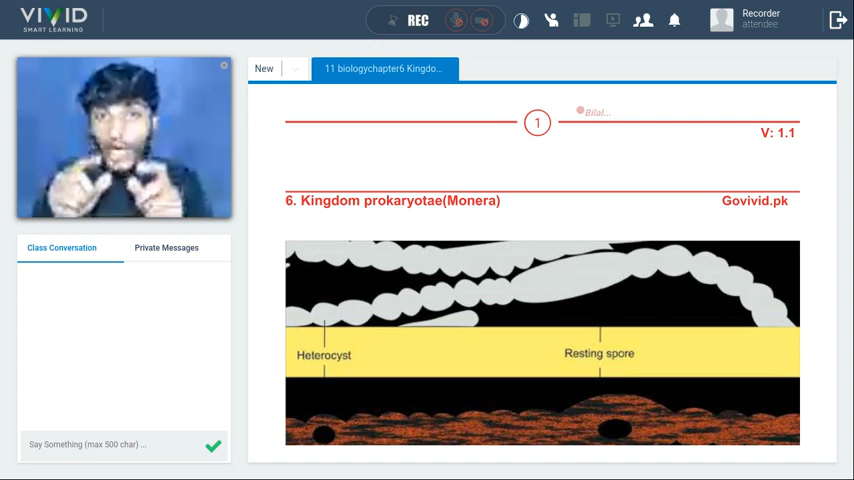 VIVID
SMART LEARNING
REC
Recorder
attendee
New
11 biologychapter6 Kingdo...
1
Bilal...
V: 1.1
6. Kingdom prokaryotae(Monera)
Govivid.pk
Heterocyst
Resting spore
Class Conversation
Private Messages
Say Something (max 500 char) ...